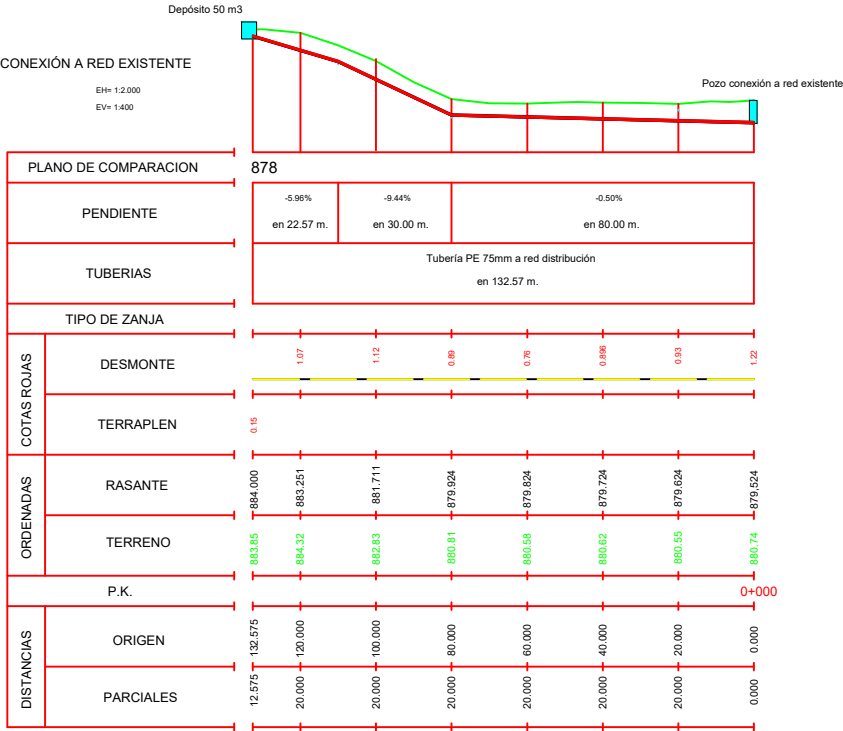 Depósito 50 m3
CONEXIÓN A RED EXISTENTE
EH= 1:2.000
EV= 1:400
Pozo conexión a red existente
PLANO DE COMPARACION 878
PENDIENTE
-5.96% -9.44% -0.50%
en 22.57 m. en 30.00 m. en 80.00 m.
TUBERIAS
Tubería PE 75mm a red distribución
en 132.57 m.
TIPO DE ZANJA
COTAS ROJAS
DESMONTE 1.07 1.12 0.89 0.76 0.896 0.93 1.22
TERRAPLEN 0.15
ORDENADAS
RASANTE 884.000 883.251 881.711 879.924 879.824 879.724 879.624 879.524
TERRENO 883.85 884.32 882.83 880.81 880.58 880.62 880.55 880.74
P.K. 0+000
DISTANCIAS
ORIGEN 132.575 120.000 100.000 80.000 60.000 40.000 20.000 0.000
PARCIALES 12.575 20.000 20.000 20.000 20.000 20.000 20.000 0.000